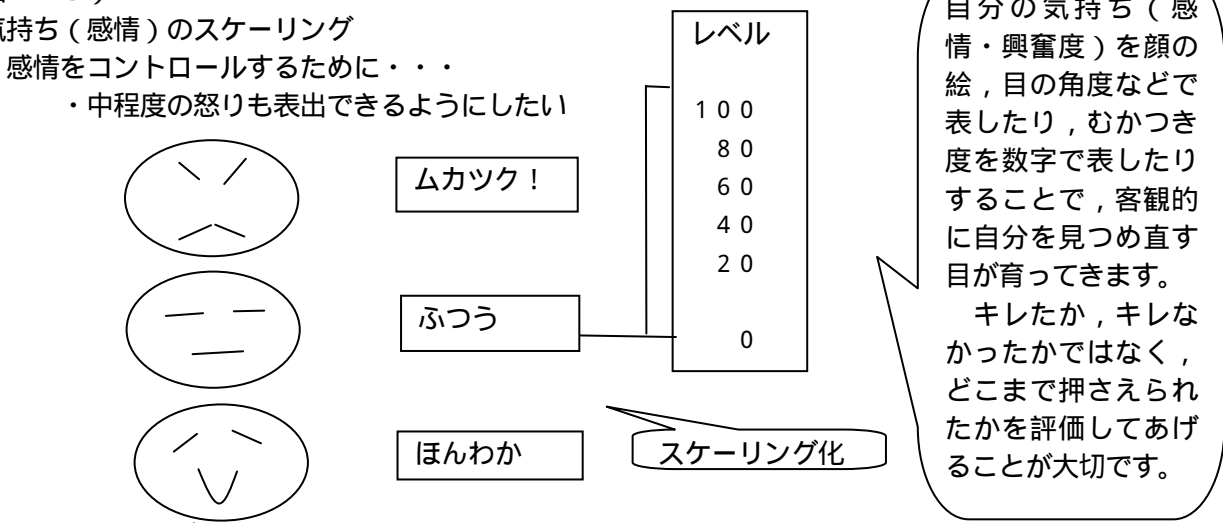 気持ち（感情）のスケーリング
感情をコントロールするために・・・
・中程度の怒りも表出できるようにしたい
ムカツク！
ふつう
ほんわか
レベル
１００
８０
６０
４０
２０
０
スケーリング化
自分の気持ち（感
情・興奮度）を顔の
絵，目の角度などで
表したり，むかつき
度を数字で表したり
することで，客観的
に自分を見つめ直す
目が育ってきます。
キレたか，キレな
かったかではなく，
どこまで押さえられ
たかを評価してあげ
ることが大切です。